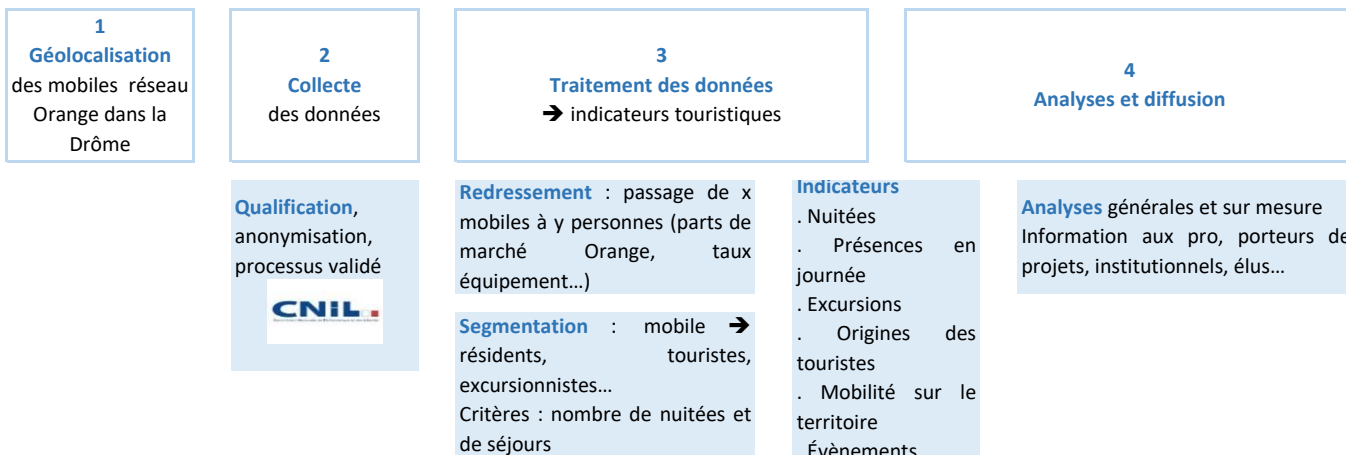 1
Géolocalisation
des mobiles réseau
Orange dans la
Drôme
2
Collecte
des données
3
Traitement des données
➔ indicateurs touristiques
4
Analyses et diffusion
Qualification,
anonymisation,
processus validé
CNIL
Redressement : passage de x
mobiles à y personnes (parts de
marché Orange, taux
équipement…)
Segmentation : mobile ➔
résidents, touristes,
excursionnistes…
Critères : nombre de nuitées et
de séjours
Indicateurs
. Nuitées
. Présences en
journée
. Excursions
. Origines des
touristes
. Mobilité sur le
territoire
. Évènements
Analyses générales et sur mesure
Information aux pro, porteurs de
projets, institutionnels, élus…